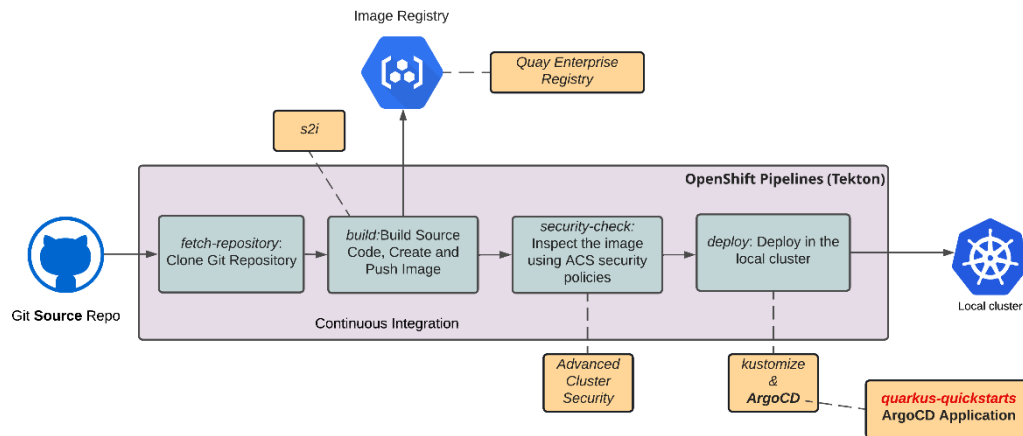 Image Registry
Quay Enterprise
Registry
s2i
OpenShift Pipelines (Tekton)
fetch-repository:
Clone Git Repository
build:Build Source
Code, Create and
Push Image
security-check:
Inspect the image
using ACS security
policies
deploy: Deploy in the
local cluster
Git Source Repo
Local cluster
Continuous Integration
Advanced
Cluster
Security
kustomize
&
ArgoCD
quarkus-quickstarts
ArgoCD Application